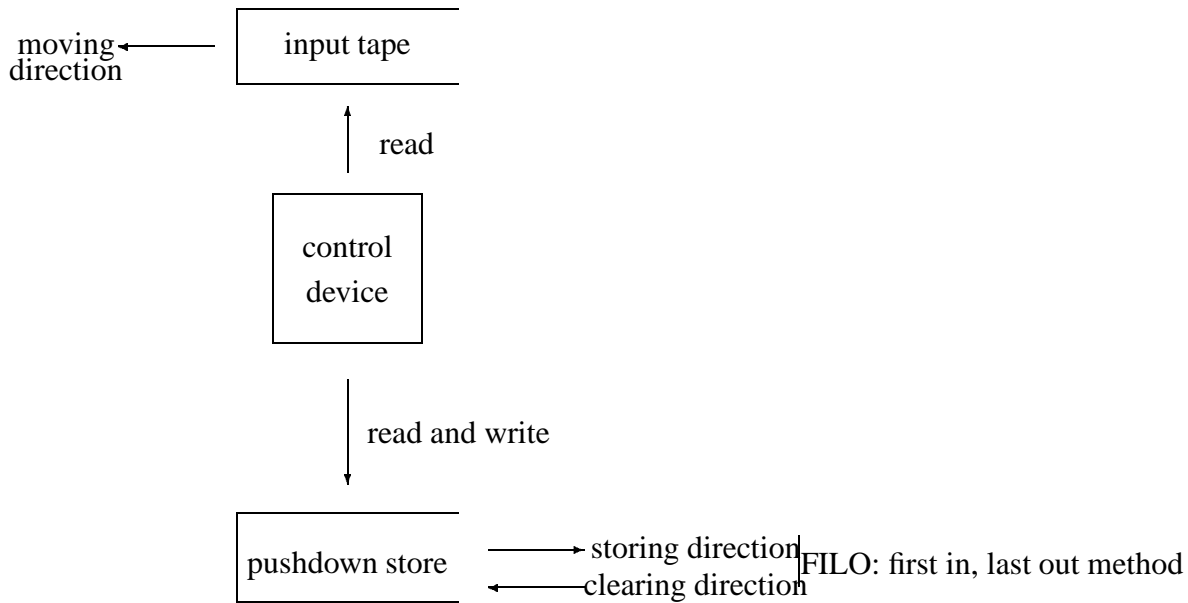 moving
direction
input tape
read
control
device
read and write
pushdown store
storing direction
clearing direction
FILO: first in, last out method